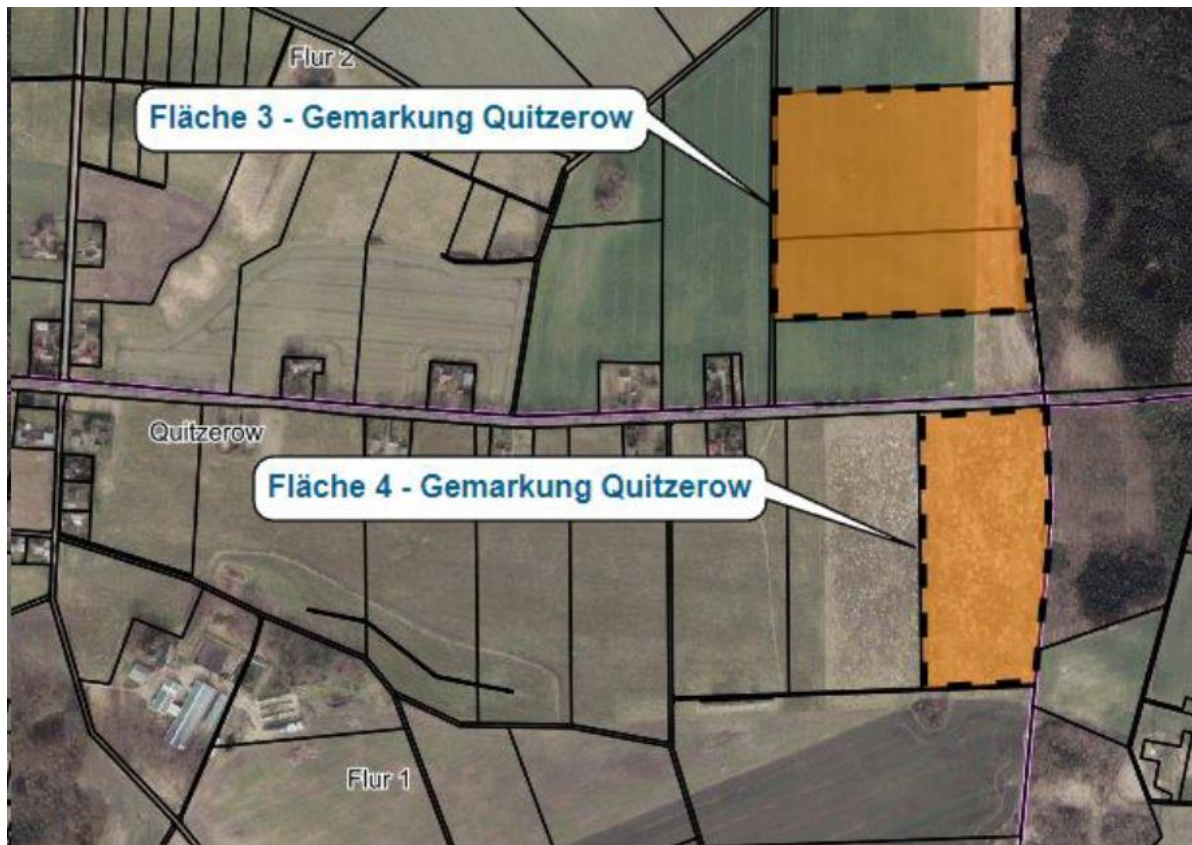 Flur 2
Fläche 3 - Gemarkung Quitzerow
Quitzerow
Fläche 4 - Gemarkung Quitzerow
Flur 1